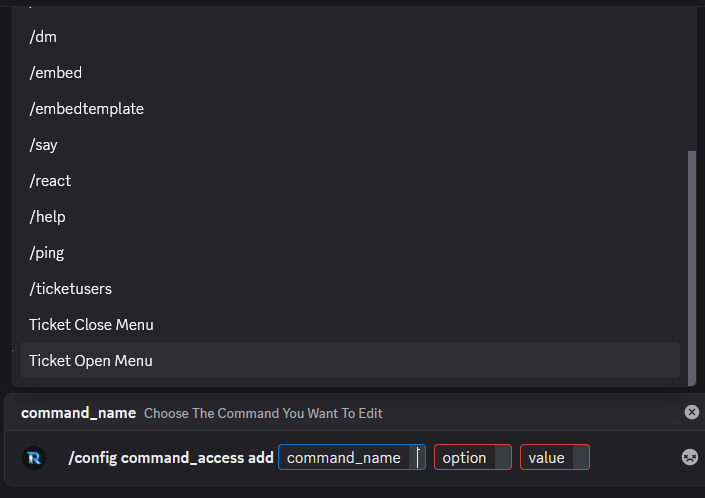 /dm
/embed
/embedtemplate
/say
/react
/help
/ping
/ticketusers
Ticket Close Menu
Ticket Open Menu
command_name Choose The Command You Want To Edit
/config command_access add command_name option value